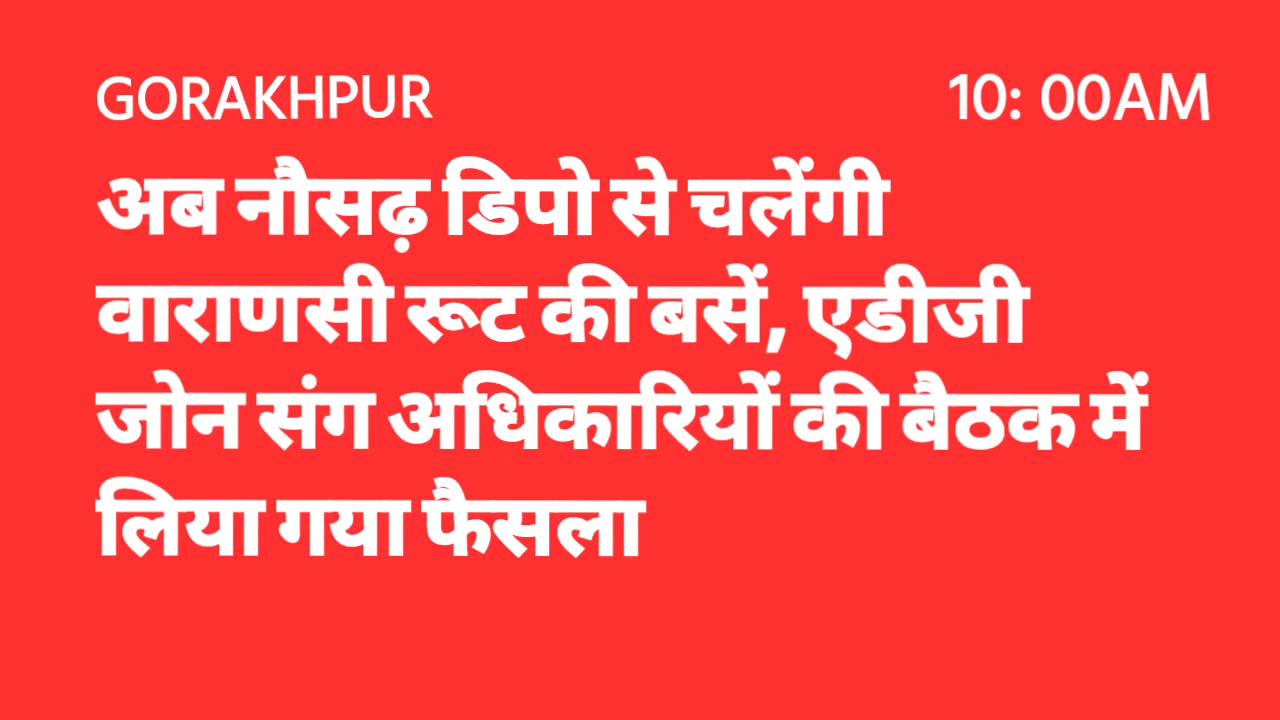 GORAKHPUR
10: 00AM
अब नौसढ़ डिपो से चलेंगी
वाराणसी रूट की बसें, एडीजी
जोन संग अधिकारियों की बैठक में
लिया गया फैसला